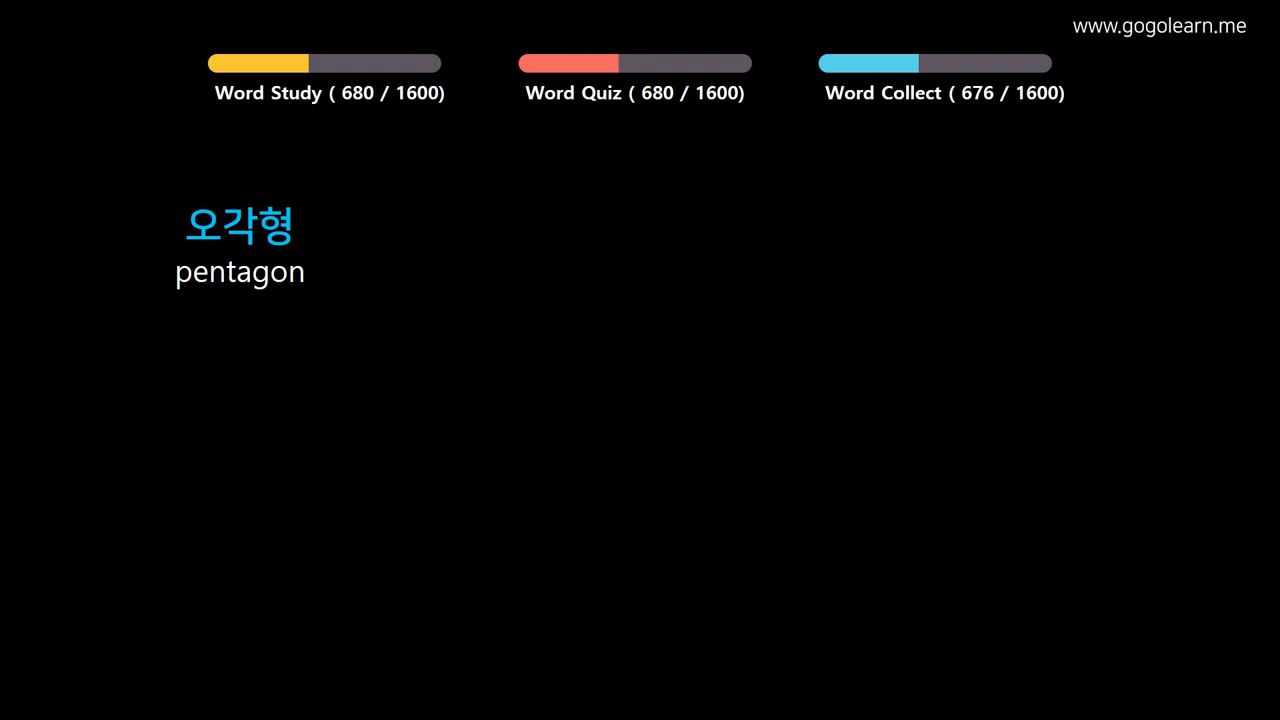 www.gogolearn.me
Word Study ( 680 / 1600)
Word Quiz ( 680 / 1600)
Word Collect ( 676 / 1600)
오각형
pentagon